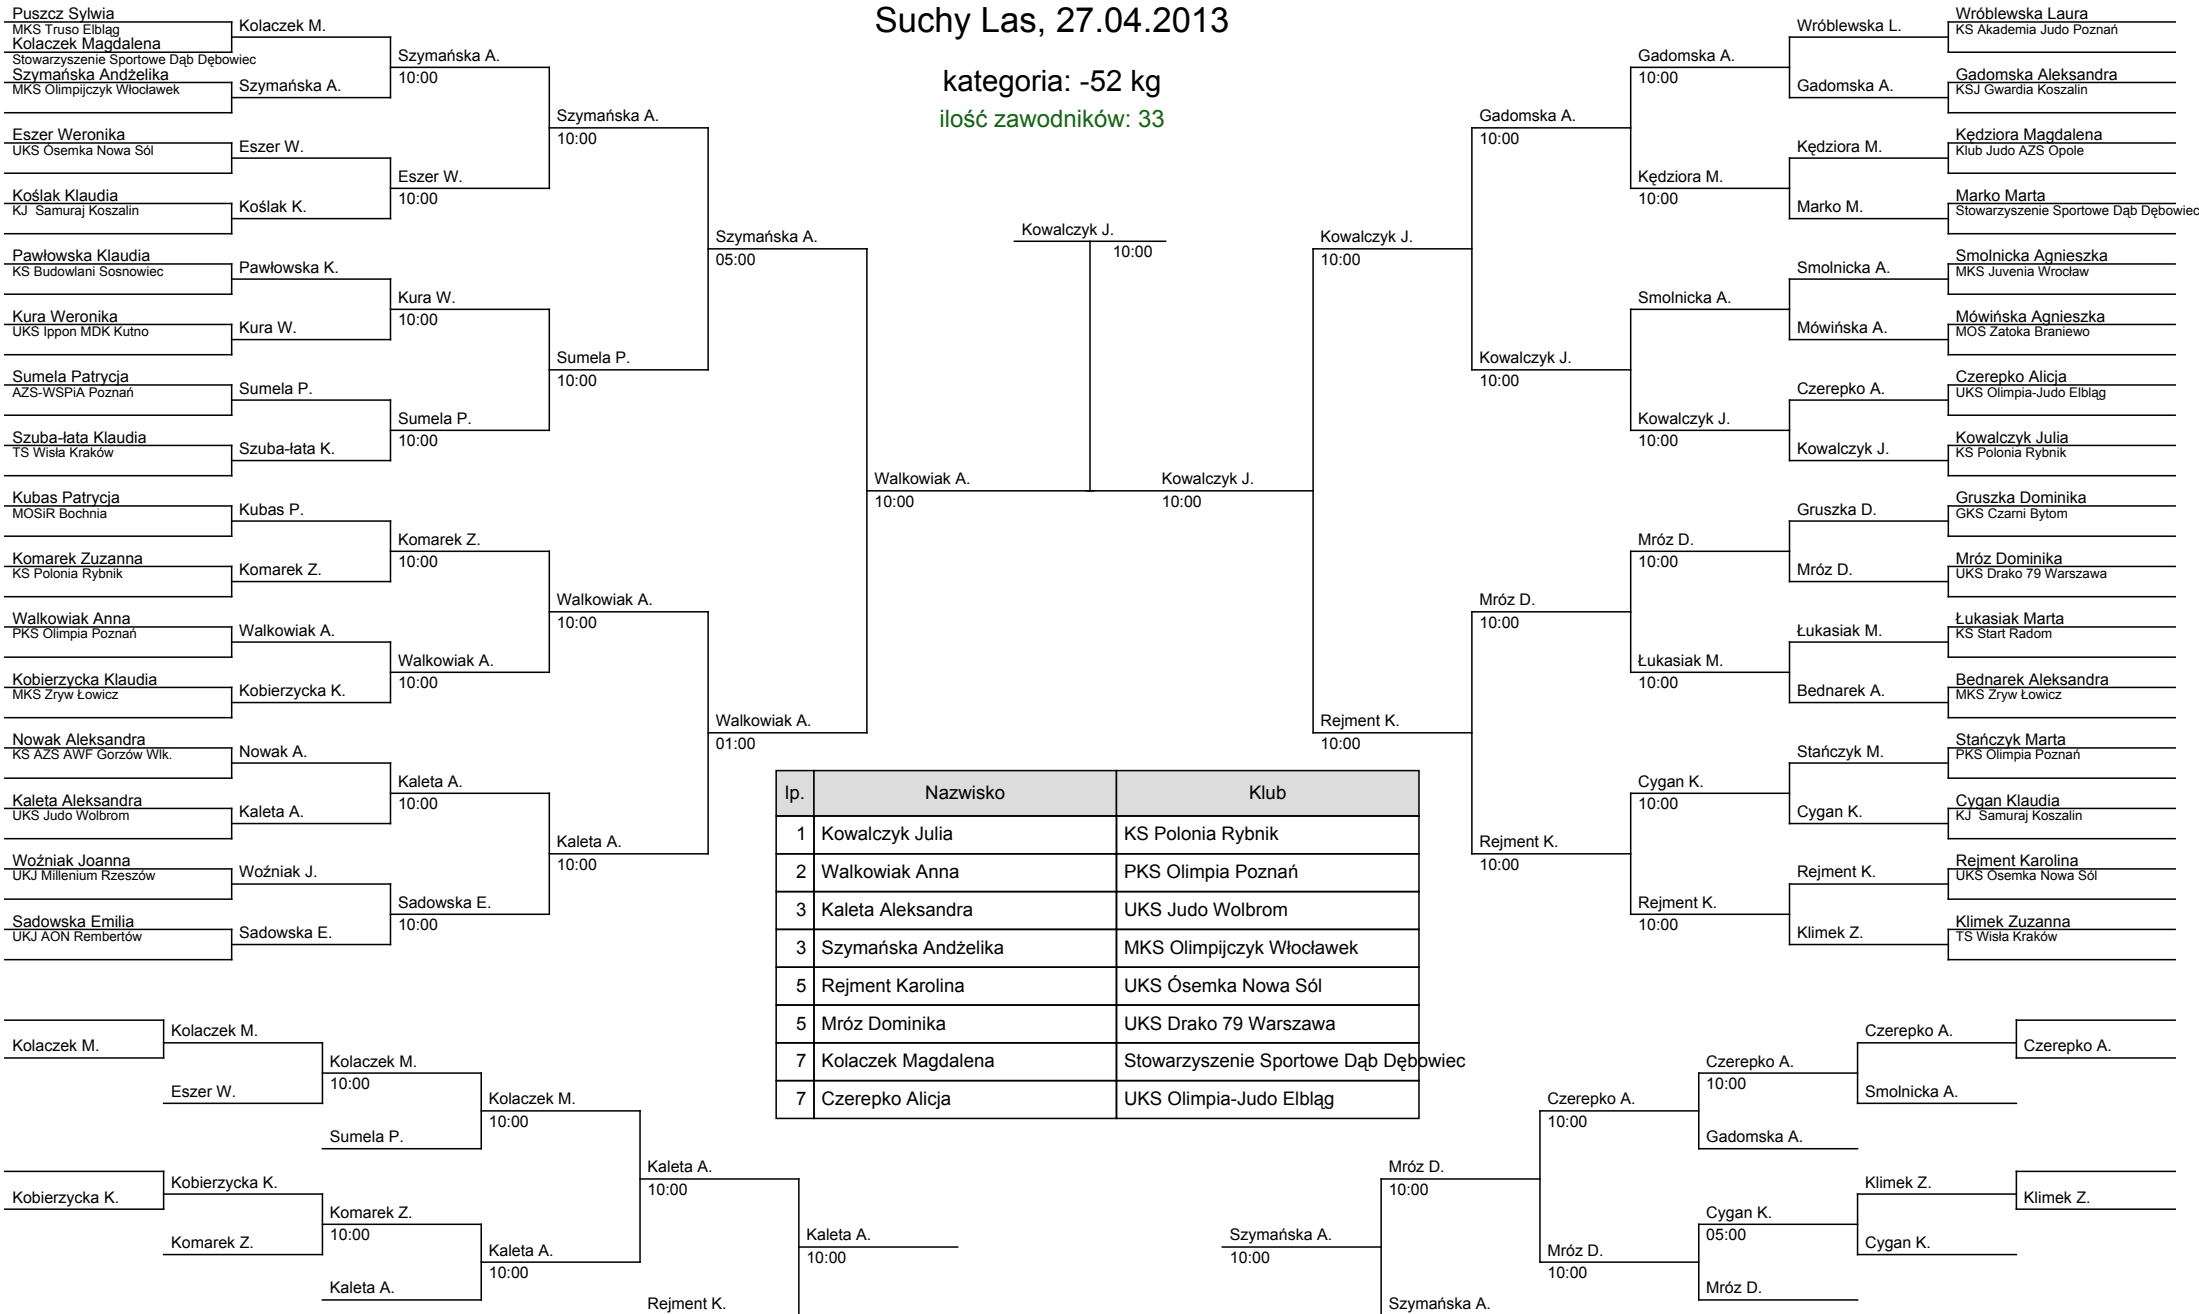 Suchy Las, 27.04.2013
kategoria: -52 kg
ilość zawodników: 33
Puszcz Sylwia
MKS Truso Elbląg
Kolaczek Magdalena
Stowarzyszenie Sportowe Dąb Dębowiec
Szymańska Andżelika
MKS Olimpijczyk Włocławek
Eszer Weronika
UKS Ósemka Nowa Sól
Koślak Klaudia
KJ Samuraj Koszalin
Pawłowska Klaudia
KS Budowlani Sosnowiec
Kura Weronika
UKS Ippon MDK Kutno
Sumela Patrycja
AZS-WSPiA Poznań
Szuba-łata Klaudia
TS Wisła Kraków
Kubas Patrycja
MOSiR Bochnia
Komarek Zuzanna
KS Polonia Rybnik
Walkowiak Anna
PKS Olimpia Poznań
Kobierzycka Klaudia
MKS Zryw Łowicz
Nowak Aleksandra
KS AZS AWF Gorzów Wlk.
Kaleta Aleksandra
UKS Judo Wolbrom
Woźniak Joanna
UKJ Millenium Rzeszów
Sadowska Emilia
UKJ AON Rembertów
Kolaczek M.
Szymańska A.
Eszer W.
Koślak K.
Pawłowska K.
Kura W.
Sumela P.
Szuba-łata K.
Kubas P.
Komarek Z.
Walkowiak A.
Kobierzycka K.
Nowak A.
Kaleta A.
Woźniak J.
Sadowska E.
Szymańska A.
10:00
Eszer W.
10:00
Kura W.
10:00
Sumela P.
10:00
Komarek Z.
10:00
Walkowiak A.
10:00
Kaleta A.
10:00
Sadowska E.
10:00
Szymańska A.
10:00
Sumela P.
10:00
Walkowiak A.
10:00
Kaleta A.
10:00
Szymańska A.
05:00
Walkowiak A.
01:00
Walkowiak A.
10:00
Kowalczyk J.
10:00
Kowalczyk J.
10:00
Kowalczyk J.
10:00
Rejment K.
10:00
Gadomska A.
10:00
Kowalczyk J.
10:00
Mróz D.
10:00
Rejment K.
10:00
Gadomska A.
10:00
Kędziora M.
10:00
Smolnicka A.
Kowalczyk J.
10:00
Mróz D.
10:00
Łukasiak M.
10:00
Cygan K.
10:00
Rejment K.
10:00
Wróblewska L.
Gadomska A.
Kędziora M.
Marko M.
Smolnicka A.
Mówińska A.
Czerepko A.
Kowalczyk J.
Gruszka D.
Mróz D.
Łukasiak M.
Bednarek A.
Stańczyk M.
Cygan K.
Rejment K.
Klimek Z.
Wróblewska Laura
KS Akademia Judo Poznań
Gadomska Aleksandra
KSJ Gwardia Koszalin
Kędziora Magdalena
Klub Judo AZS Opole
Marko Marta
Stowarzyszenie Sportowe Dąb Dębowiec
Smolnicka Agnieszka
MKS Juvenia Wrocław
Mówińska Agnieszka
MOS Zatoka Braniewo
Czerepko Alicja
UKS Olimpia-Judo Elbląg
Kowalczyk Julia
KS Polonia Rybnik
Gruszka Dominika
GKS Czarni Bytom
Mróz Dominika
UKS Drako 79 Warszawa
Łukasiak Marta
KS Start Radom
Bednarek Aleksandra
MKS Zryw Łowicz
Stańczyk Marta
PKS Olimpia Poznań
Cygan Klaudia
KJ Samuraj Koszalin
Rejment Karolina
UKS Ósemka Nowa Sól
Klimek Zuzanna
TS Wisła Kraków
lp. Nazwisko Klub
1 Kowalczyk Julia KS Polonia Rybnik
2 Walkowiak Anna PKS Olimpia Poznań
3 Kaleta Aleksandra UKS Judo Wolbrom
3 Szymańska Andżelika MKS Olimpijczyk Włocławek
5 Rejment Karolina UKS Ósemka Nowa Sól
5 Mróz Dominika UKS Drako 79 Warszawa
7 Kolaczek Magdalena Stowarzyszenie Sportowe Dąb Dębowiec
7 Czerepko Alicja UKS Olimpia-Judo Elbląg
Kolaczek M.
Kobierzycka K.
Kolaczek M.
Eszer W.
Kobierzycka K.
Komarek Z.
Kolaczek M.
10:00
Sumela P.
Komarek Z.
10:00
Kaleta A.
Kolaczek M.
10:00
Kaleta A.
10:00
Kaleta A.
10:00
Rejment K.
Kaleta A.
10:00
Szymańska A.
10:00
Mróz D.
10:00
Szymańska A.
Czerepko A.
10:00
Mróz D.
10:00
Czerepko A.
10:00
Gadomska A.
Cygan K.
05:00
Mróz D.
Czerepko A.
Smolnicka A.
Klimek Z.
Cygan K.
Czerepko A.
Klimek Z.